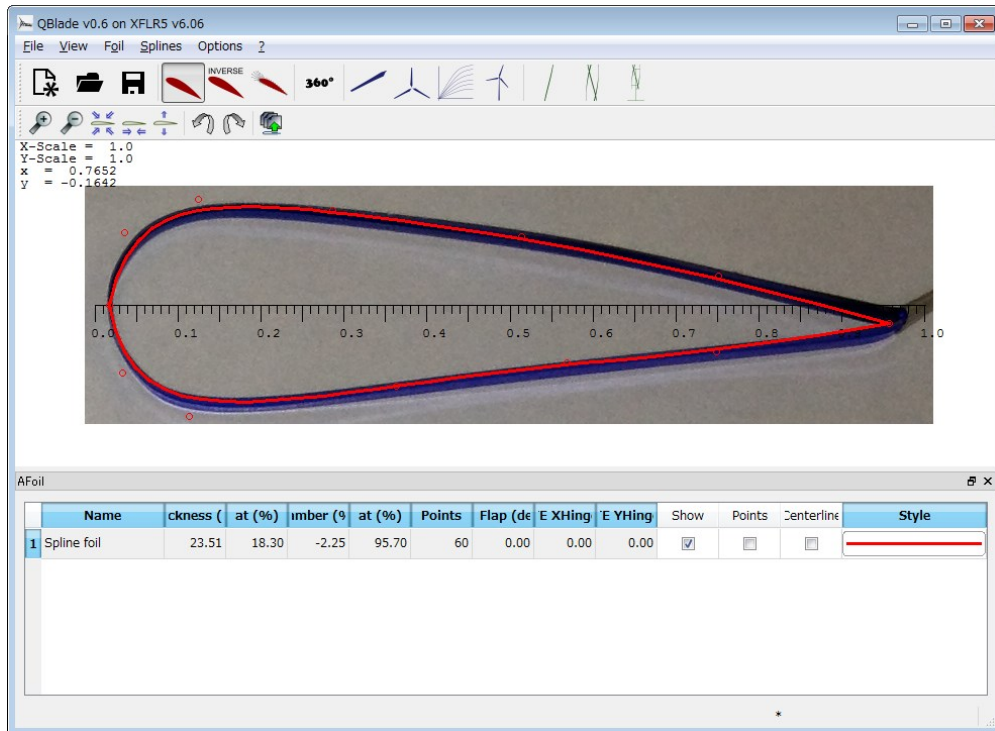 QBlade v0.6 on XFLR5 v6.06
File View Foil Splines Options ?
INVERSE
360°
X-Scale = 1.0
Y-Scale = 1.0
x = 0.7652
y = -0.1642
0.0 0.1 0.2 0.3 0.4 0.5 0.6 0.7 0.8 1.0
AFoil
Name ckness ( at (%) imber (% at (%) Points Flap (de E XHing E YHing Show Points Centerline Style
1 Spline foil 23.51 18.30 -2.25 95.70 60 0.00 0.00 0.00
*